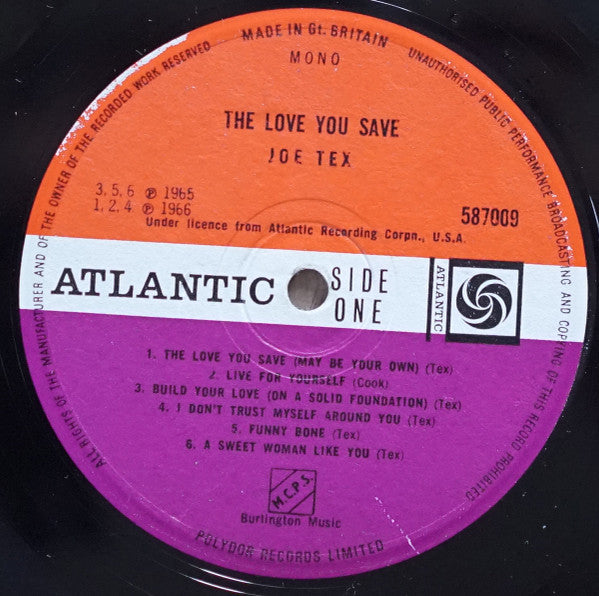 MADE IN Gt. BRITAIN
ALL RIGHTS OF THE MANUFACTURER AND OF THE OWNER OF THE RECORDED WORK RESERVED
UNAUTHORISED PUBLIC PERFORMANCE BROADCASTING AND COPYING OF THIS RECORD PROHIBITED
MONO
THE LOVE YOU SAVE
JOE TEX
3, 5, 6 ℗ 1965
1, 2, 4 ℗ 1966
587009
Under licence from Atlantic Recording Corpn., U.S.A.
ATLANTIC
SIDE
ONE
ATLANTIC
1. THE LOVE YOU SAVE (MAY BE YOUR OWN) (Tex)
2. LIVE FOR YOURSELF (Cook)
3. BUILD YOUR LOVE (ON A SOLID FOUNDATION) (Tex)
4. I DON'T TRUST MYSELF AROUND YOU (Tex)
5. FUNNY BONE (Tex)
6. A SWEET WOMAN LIKE YOU (Tex)
M.C.P.S.
Burlington Music
POLYDOR RECORDS LIMITED